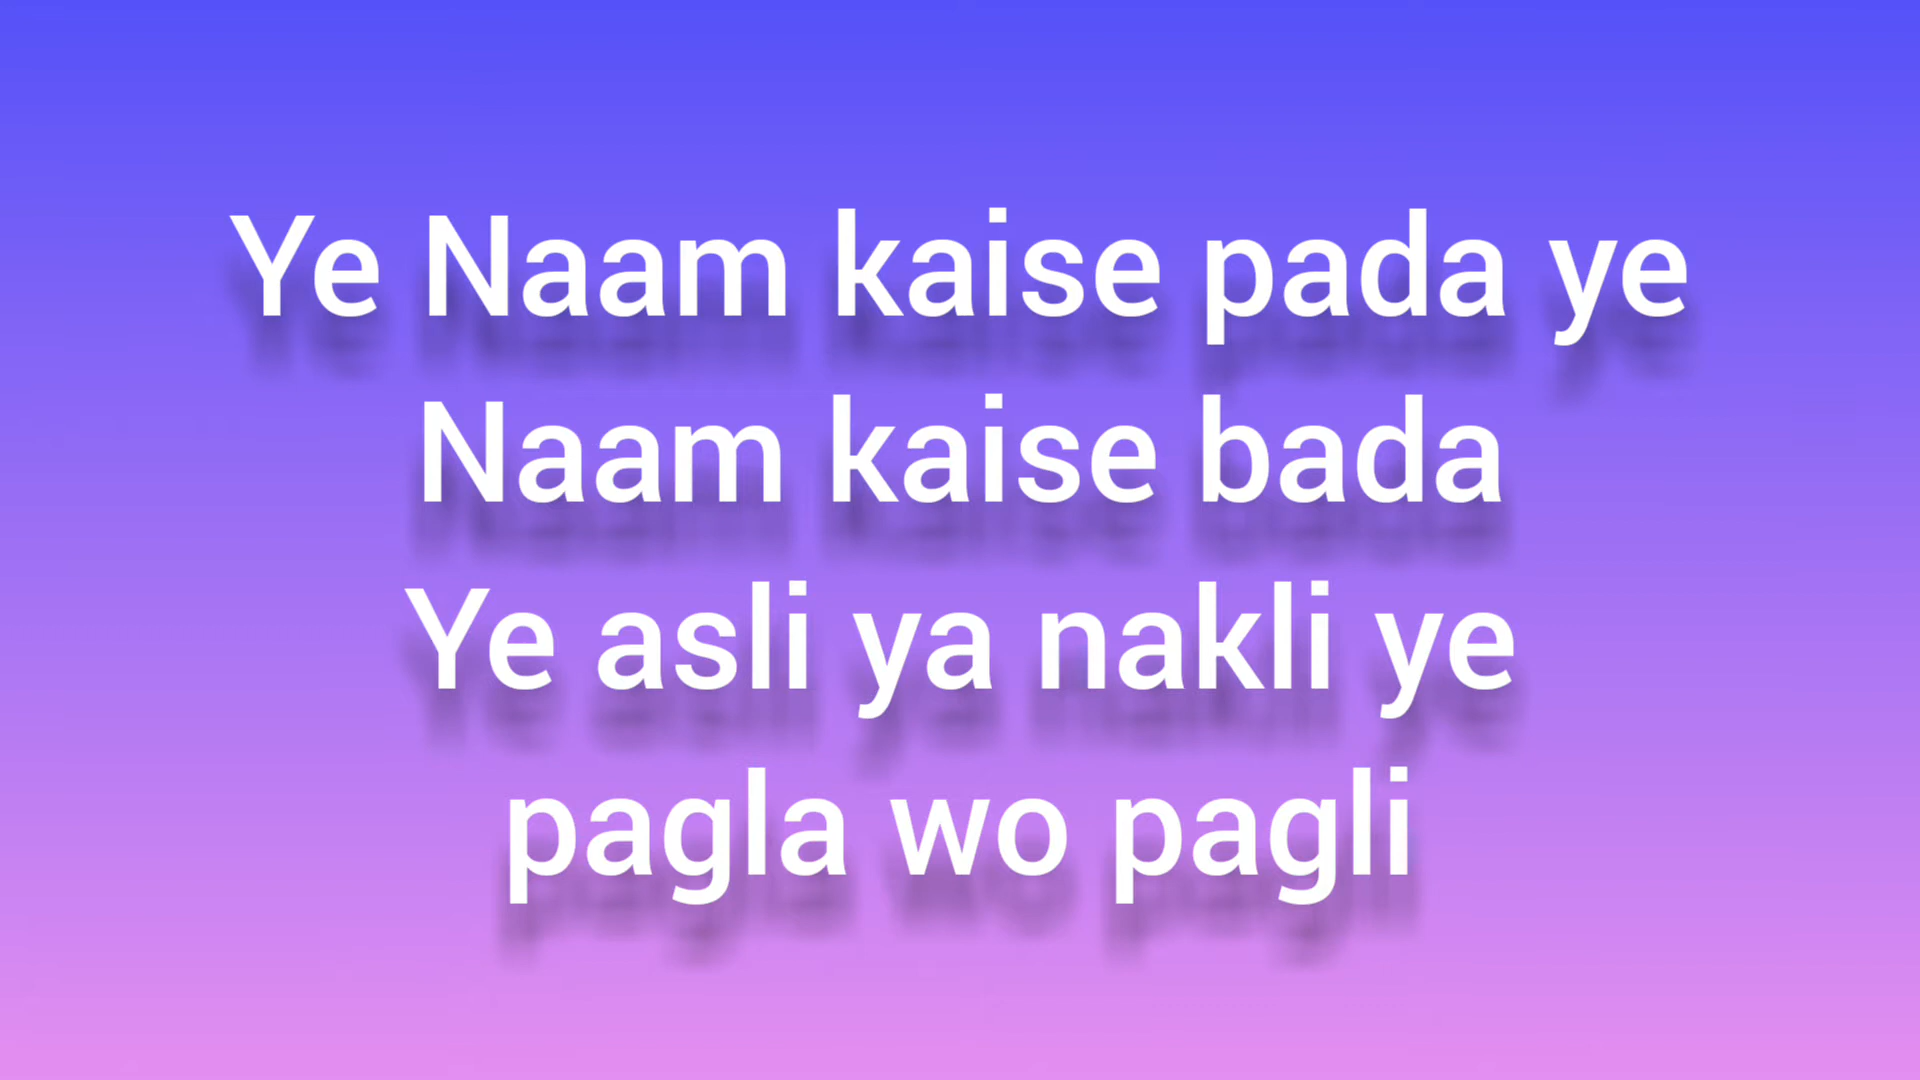 Ye Naam kaise pada ye
Naam kaise bada
Ye asli ya nakli ye
pagla wo pagli